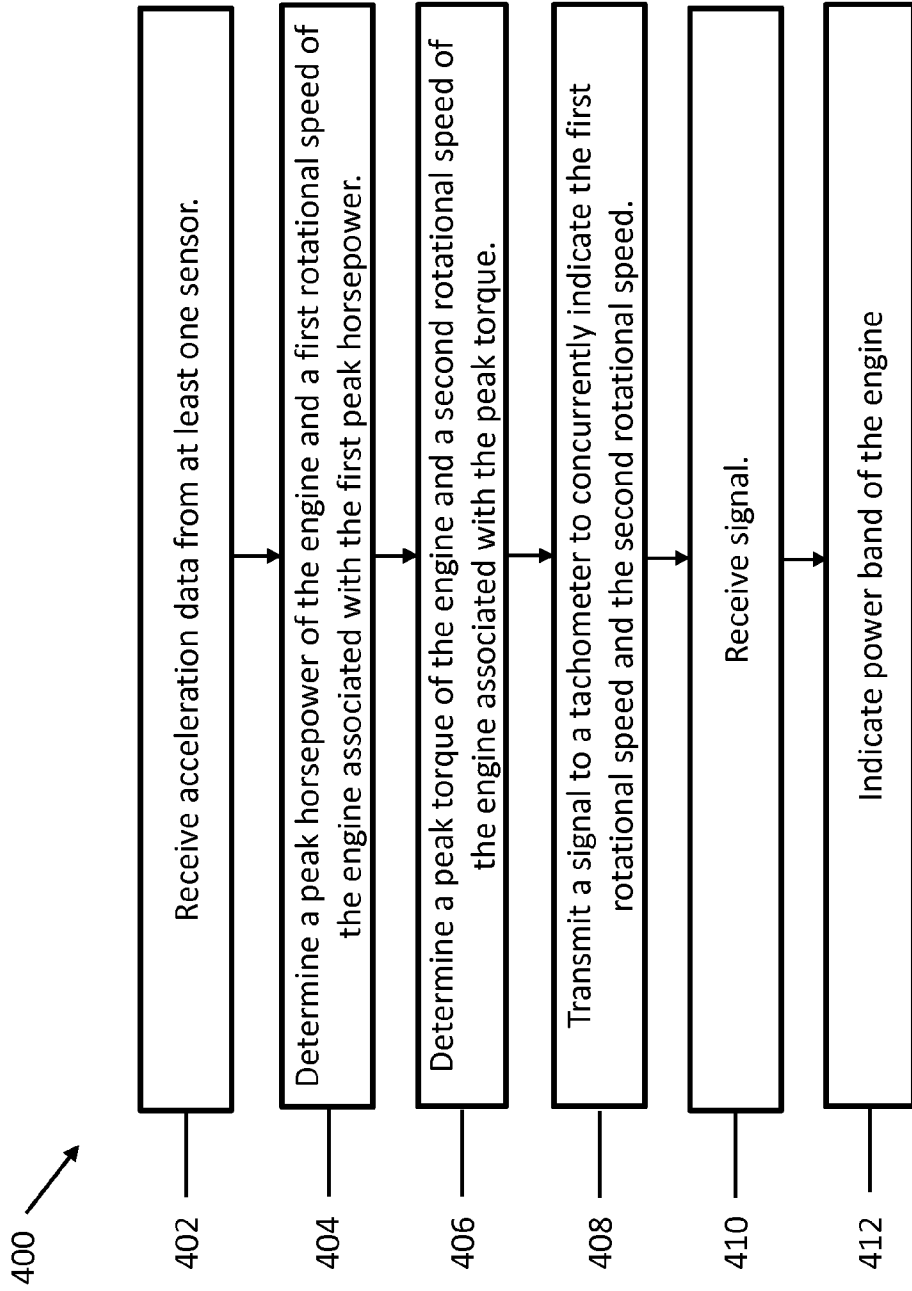 400
402
Receive acceleration data from at least one sensor.
404
Determine a peak horsepower of the engine and a first rotational speed of
the engine associated with the first peak horsepower.
406
Determine a peak torque of the engine and a second rotational speed of
the engine associated with the peak torque.
408
Transmit a signal to a tachometer to concurrently indicate the first
rotational speed and the second rotational speed.
410
Receive signal.
412
Indicate power band of the engine